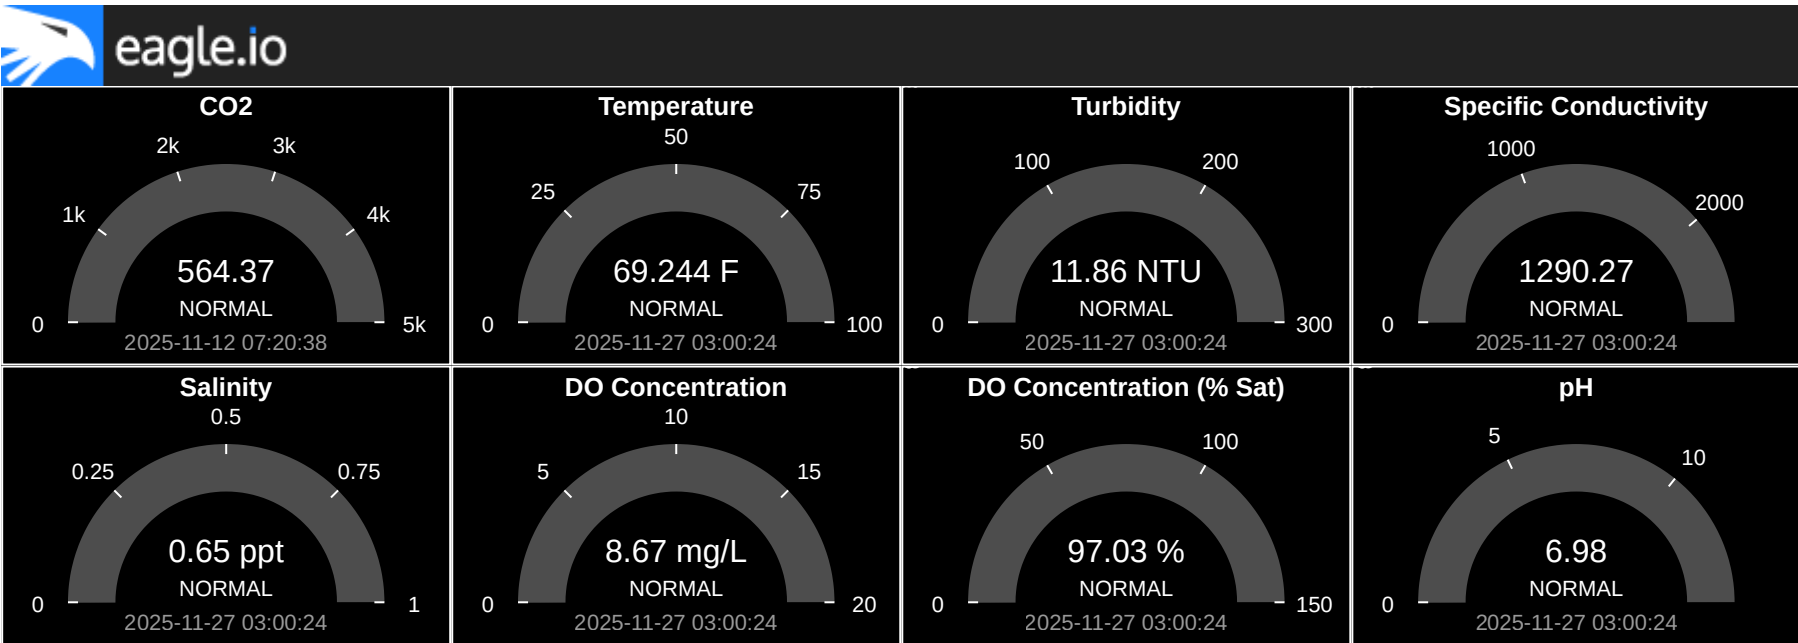 eagle.io
CO2
2k
3k
1k
4k
564.37
NORMAL
0
5k
2025-11-12 07:20:38
Temperature
50
25
75
69.244 F
NORMAL
0
100
2025-11-27 03:00:24
Turbidity
100
200
11.86 NTU
NORMAL
0
300
2025-11-27 03:00:24
Specific Conductivity
1000
2000
1290.27
NORMAL
0
2025-11-27 03:00:24
Salinity
0.5
0.25
0.75
0.65 ppt
NORMAL
0
1
2025-11-27 03:00:24
DO Concentration
10
5
15
8.67 mg/L
NORMAL
0
20
2025-11-27 03:00:24
DO Concentration (% Sat)
50
100
97.03 %
NORMAL
0
150
2025-11-27 03:00:24
pH
5
10
6.98
NORMAL
0
2025-11-27 03:00:24